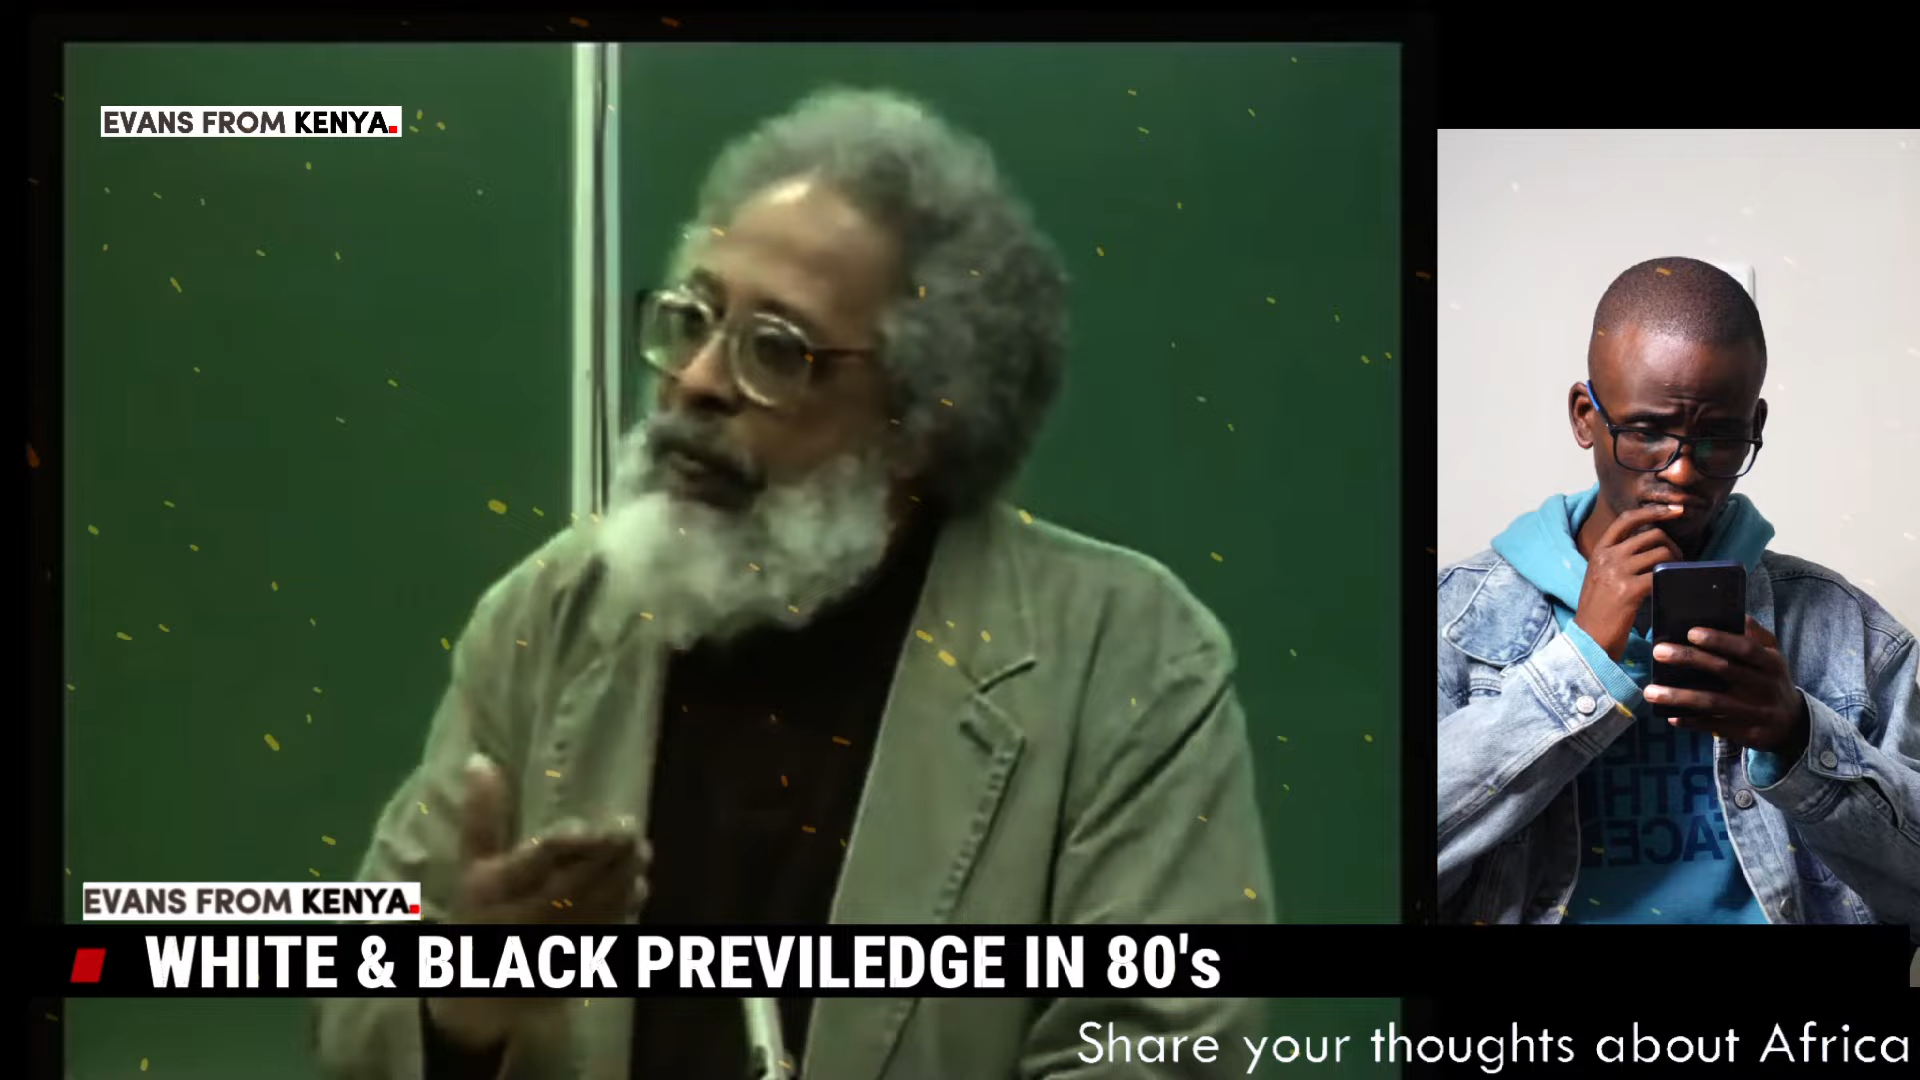 EVANS FROM KENYA.
EVANS FROM KENYA.
WHITE & BLACK PREVILEDGE IN 80's
Share your thoughts about Africa